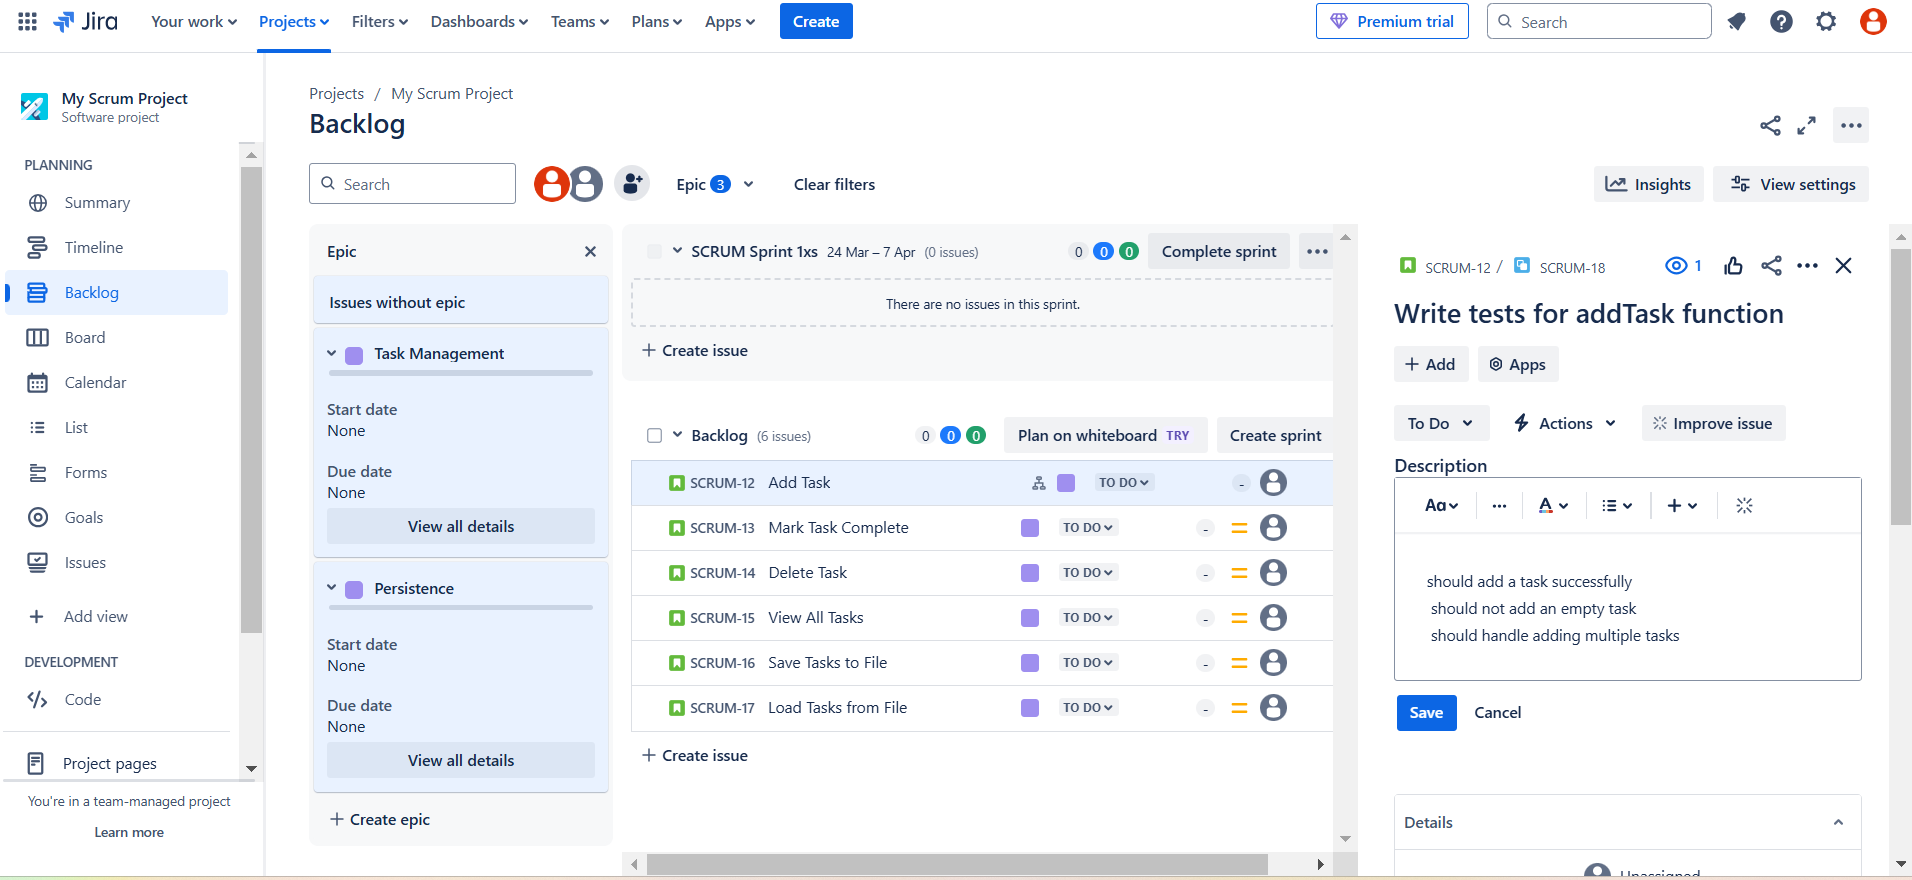 Jira Your work Projects Filters Dashboards Teams Plans Apps Create Premium trial Search
My Scrum Project
Software project
PLANNING
Summary
Timeline
Backlog
Board
Calendar
List
Forms
Goals
Issues
Add view
DEVELOPMENT
Code
Project pages
You're in a team-managed project
Learn more
Projects / My Scrum Project
Backlog
Search Epic 3 Clear filters Insights View settings
Epic
Issues without epic
Task Management
Start date
None
Due date
None
View all details
Persistence
Start date
None
Due date
None
View all details
+ Create epic
SCRUM Sprint 1xs 24 Mar – 7 Apr (0 issues) 0 0 0 Complete sprint
There are no issues in this sprint.
+ Create issue
Backlog (6 issues) 0 0 0 Plan on whiteboard TRY Create sprint
SCRUM-12 Add Task TO DO -
SCRUM-13 Mark Task Complete TO DO -
SCRUM-14 Delete Task TO DO -
SCRUM-15 View All Tasks TO DO -
SCRUM-16 Save Tasks to File TO DO -
SCRUM-17 Load Tasks from File TO DO -
+ Create issue
SCRUM-12 / SCRUM-18 1
Write tests for addTask function
+ Add Apps
To Do Actions Improve issue
Description
Aa A
should add a task successfully
should not add an empty task
should handle adding multiple tasks
Save Cancel
Details
Unassigned